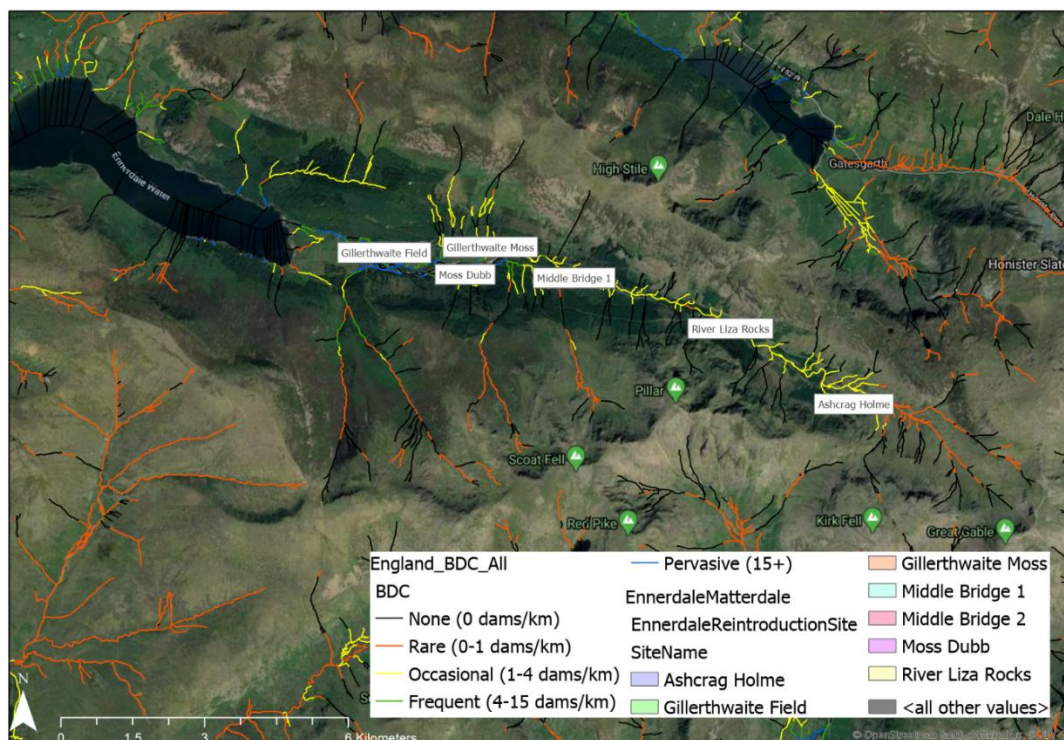 High Stile
Gatesgarth
Ennerdale Water
Gillerthwaite Field
Gillerthwaite Moss
Moss Dubb
Middle Bridge 1
Honister Slate
River Liza Rocks
Pillar
Ashcrag Holme
Scoat Fell
Red Pike
Kirk Fell
Great Gable
England_BDC_All
BDC
None (0 dams/km)
Rare (0-1 dams/km)
Occasional (1-4 dams/km)
Frequent (4-15 dams/km)
Pervasive (15+)
EnnerdaleMatterdale
EnnerdaleReintroductionSite
SiteName
Ashcrag Holme
Gillerthwaite Field
Gillerthwaite Moss
Middle Bridge 1
Middle Bridge 2
Moss Dubb
River Liza Rocks
<all other values>
N
0 1.5 3 6 Kilometers